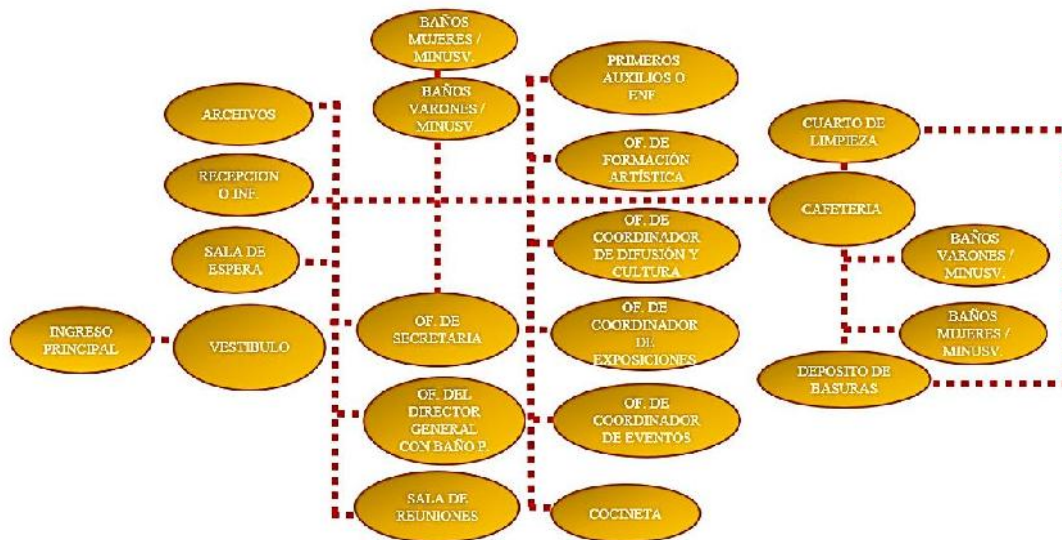 BAÑOS
MUJERES /
MINUSV.
BAÑOS
VARONES /
MINUSV.
PRIMEROS
AUXILIOS O
ENF.
ARCHIVOS
CUARTO DE
LIMPIEZA
OF. DE
FORMACIÓN
ARTÍSTICA
RECEPCION
O INF.
CAFETERIA
SALA DE
ESPERA
OF. DE
COORDINADOR
DE DIFUSIÓN Y
CULTURA
BAÑOS
VARONES /
MINUSV.
INGRESO
PRINCIPAL
VESTIBULO
OF. DE
SECRETARIA
OF. DE
COORDINADOR
DE
EXPOSICIONES
BAÑOS
MUJERES /
MINUSV.
DEPOSITO DE
BASURAS
OF. DEL
DIRECTOR
GENERAL
CON BAÑO P.
OF. DE
COORDINADOR
DE EVENTOS
SALA DE
REUNIONES
COCINETA